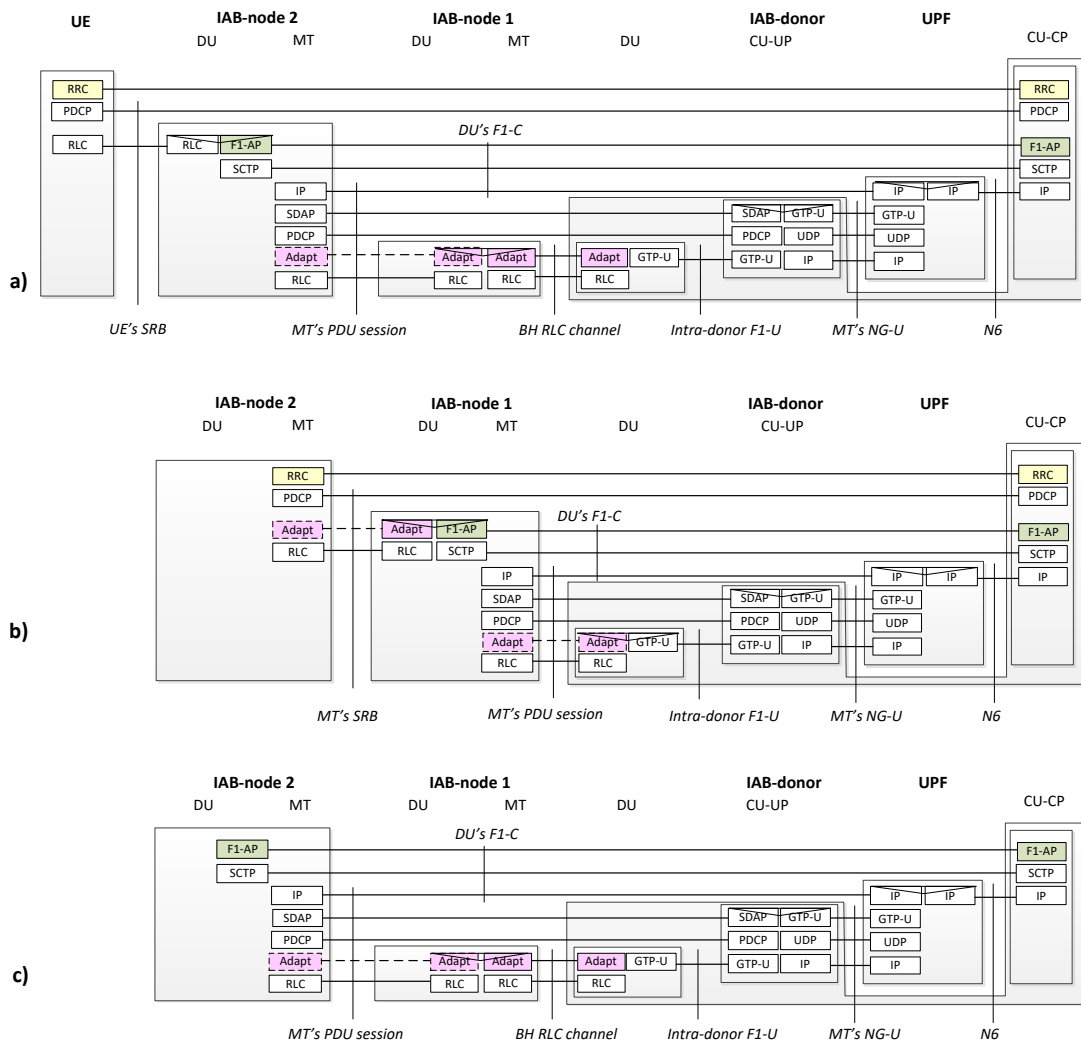 UE IAB-node 2 IAB-node 1 IAB-donor UPF
DU MT DU MT DU CU-UP CU-CP
RRC RRC
PDCP PDCP
DU's F1-C
RLC RLC F1-AP F1-AP
SCTP SCTP
IP IP IP IP
SDAP SDAP GTP-U GTP-U
PDCP PDCP UDP UDP
Adapt Adapt Adapt Adapt GTP-U GTP-U IP IP
a) RLC RLC RLC RLC
UE's SRB MT's PDU session BH RLC channel Intra-donor F1-U MT's NG-U N6
IAB-node 2 IAB-node 1 IAB-donor UPF
DU MT DU MT DU CU-UP CU-CP
RRC RRC
PDCP PDCP
DU's F1-C
Adapt Adapt F1-AP F1-AP
RLC RLC SCTP SCTP
IP IP IP IP
SDAP SDAP GTP-U GTP-U
b) PDCP PDCP UDP UDP
Adapt Adapt GTP-U GTP-U IP IP
RLC RLC
MT's SRB MT's PDU session Intra-donor F1-U MT's NG-U N6
IAB-node 2 IAB-node 1 IAB-donor UPF
DU MT DU MT DU CU-UP CU-CP
DU's F1-C
F1-AP F1-AP
SCTP SCTP
IP IP IP IP
SDAP SDAP GTP-U GTP-U
PDCP PDCP UDP UDP
c) Adapt Adapt Adapt Adapt GTP-U GTP-U IP IP
RLC RLC RLC RLC
MT's PDU session BH RLC channel Intra-donor F1-U MT's NG-U N6